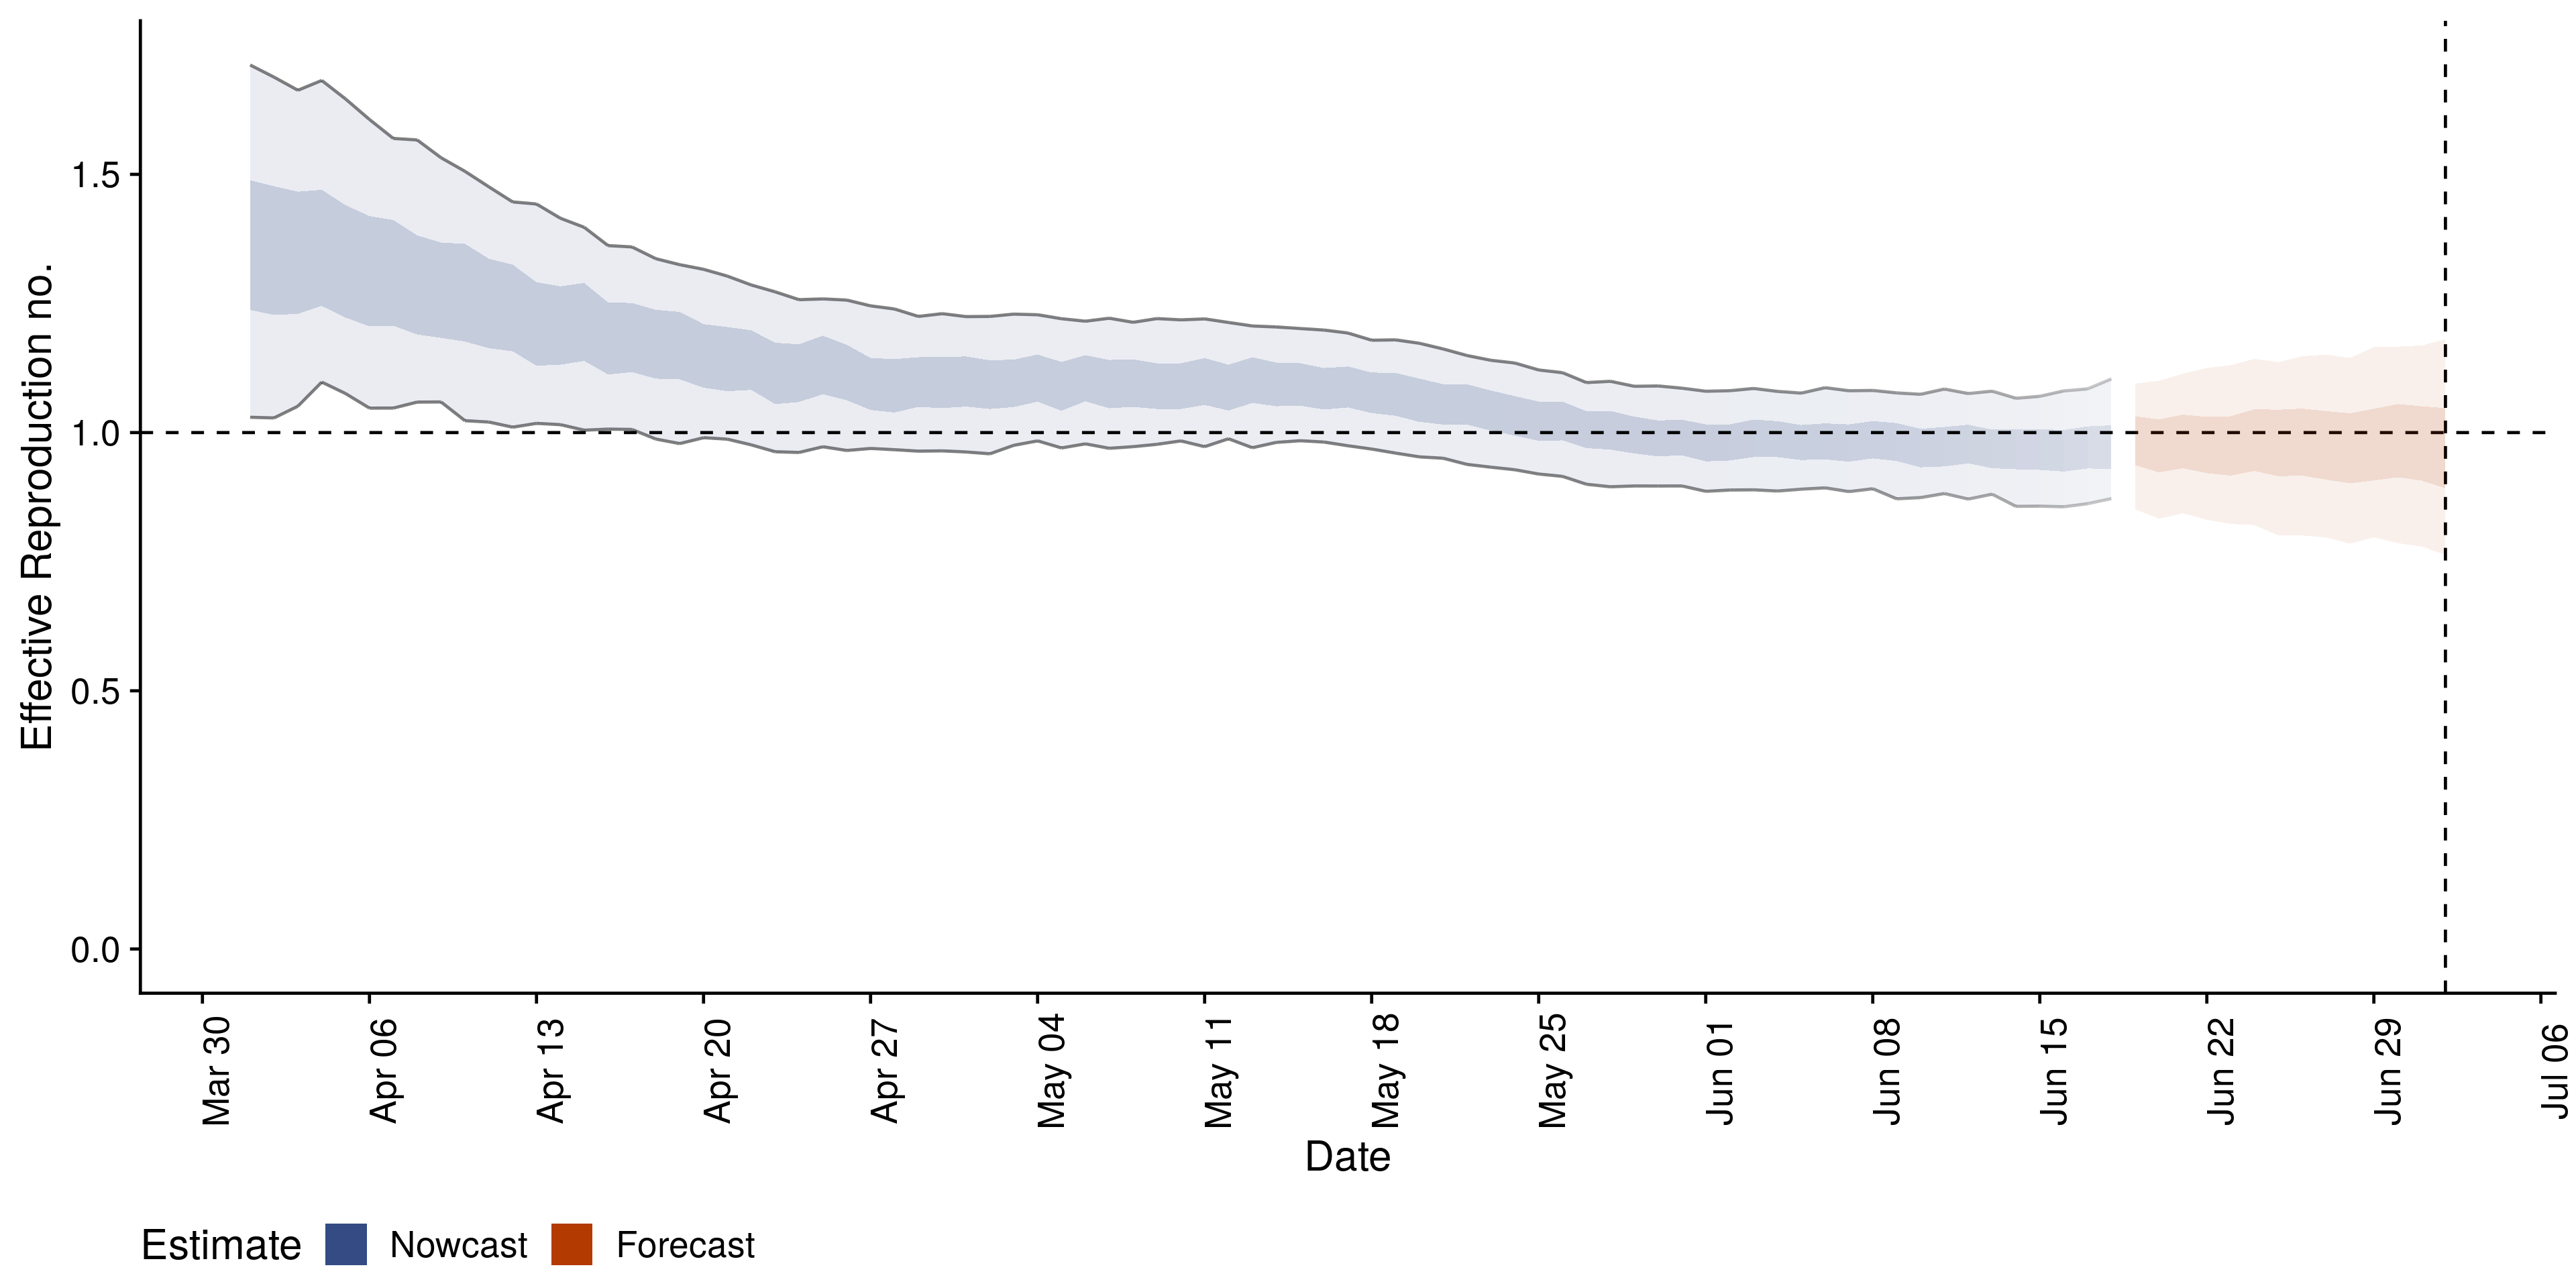 Effective Reproduction no.
1.5
1.0
0.5
0.0
Mar 30
Apr 06
Apr 13
Apr 20
Apr 27
May 04
May 11
May 18
May 25
Jun 01
Jun 08
Jun 15
Jun 22
Jun 29
Jul 06
Date
Estimate Nowcast Forecast